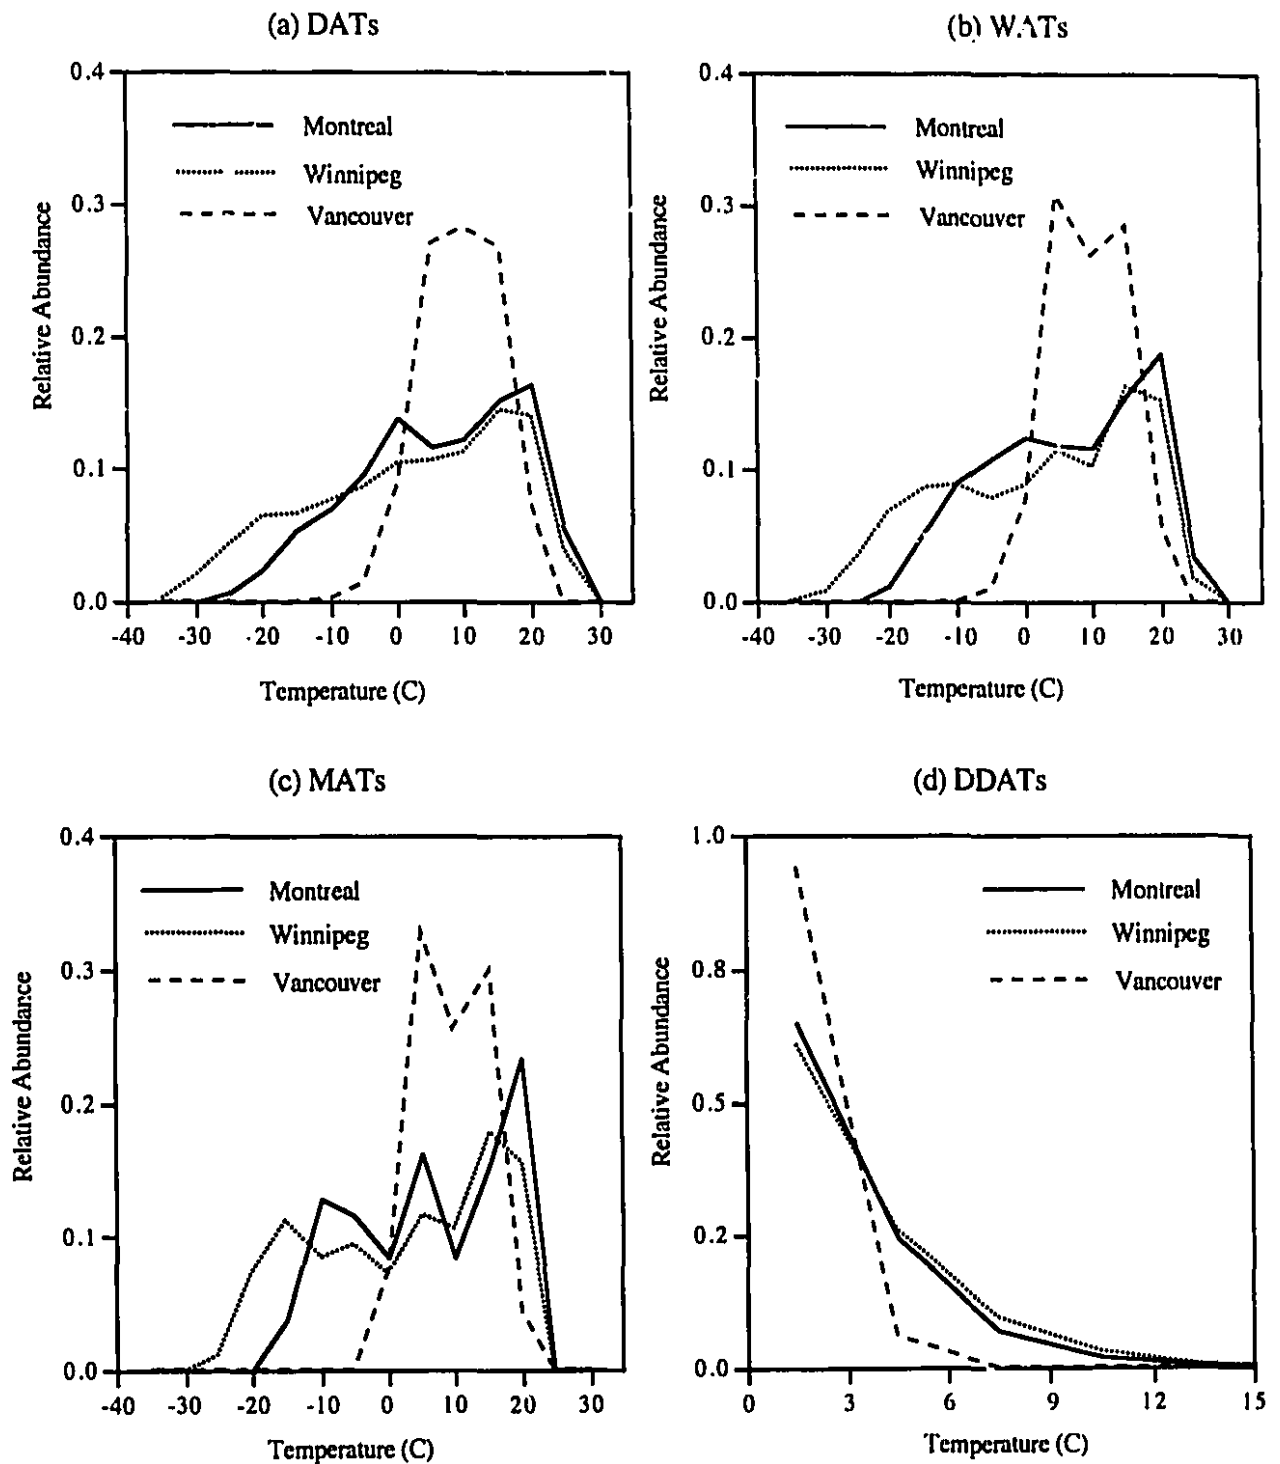 (a) DATs
0.4
0.3
0.2
0.1
0.0
Relative Abundance
Montreal
Winnipeg
Vancouver
-40 -30 -20 -10 0 10 20 30
Temperature (C)
(b) W.ATs
0.4
0.3
0.2
0.1
0.0
Relative Abundance
Montreal
Winnipeg
Vancouver
-40 -30 -20 -10 0 10 20 30
Temperature (C)
(c) MATs
0.4
0.3
0.2
0.1
0.0
Relative Abundance
Montreal
Winnipeg
Vancouver
-40 -30 -20 -10 0 10 20 30
Temperature (C)
(d) DDATs
1.0
0.8
0.5
0.2
0.0
Relative Abundance
Montreal
Winnipeg
Vancouver
0 3 6 9 12 15
Temperature (C)